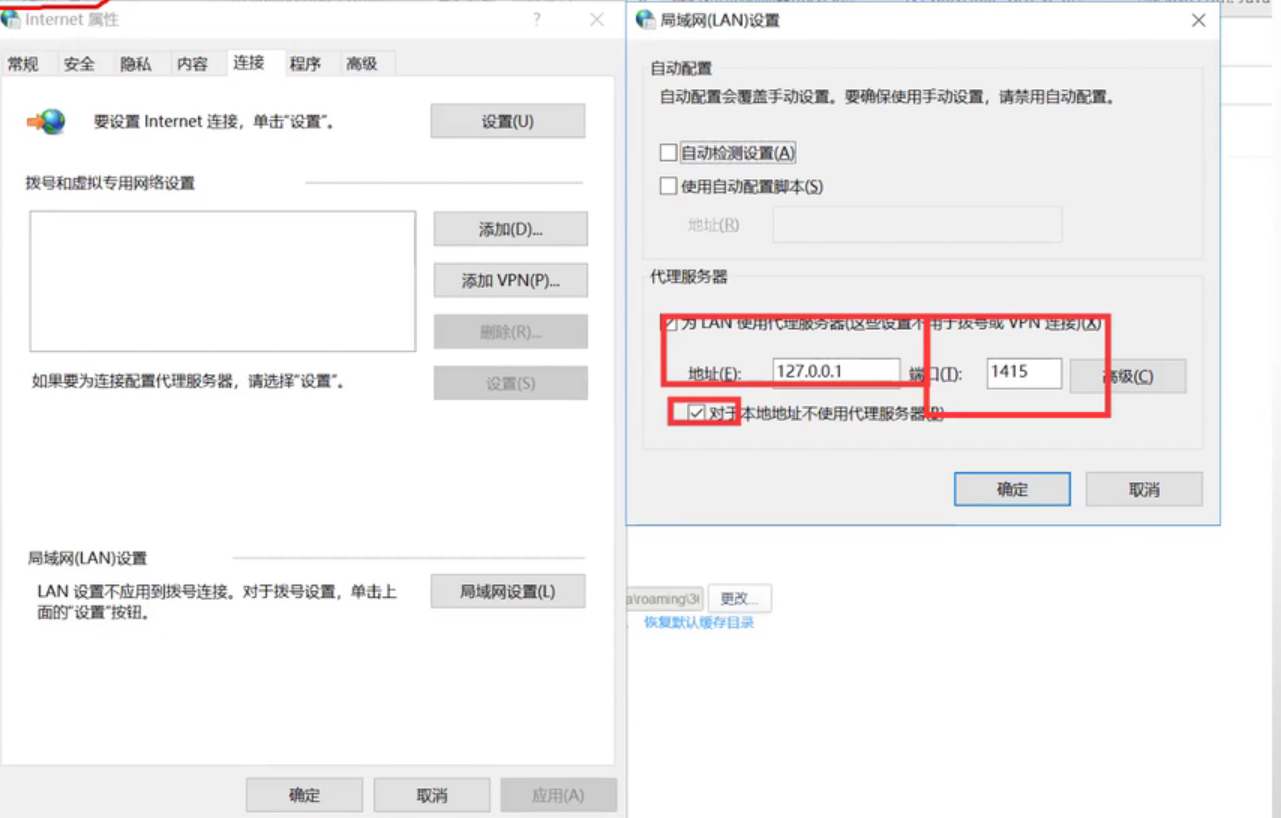 Internet 属性
常规 安全 隐私 内容 连接 程序 高级
要设置 Internet 连接，单击“设置”。
设置(U)
拨号和虚拟专用网络设置
添加(D)...
添加 VPN(P)...
删除(R)...
如果要为连接配置代理服务器，请选择“设置”。
设置(S)
局域网(LAN)设置
LAN 设置不应用到拨号连接。对于拨号设置，单击上
面的“设置”按钮。
局域网设置(L)
确定 取消 应用(A)
局域网(LAN)设置
自动配置
自动配置会覆盖手动设置。要确保使用手动设置，请禁用自动配置。
自动检测设置(A)
使用自动配置脚本(S)
地址(R)
代理服务器
为 LAN 使用代理服务器(这些设置不用于拨号或 VPN 连接)(X)
地址(E): 127.0.0.1 端口(T): 1415 高级(C)
对于本地地址不使用代理服务器(B)
确定 取消
a\roaming\3 更改...
恢复默认缓存目录